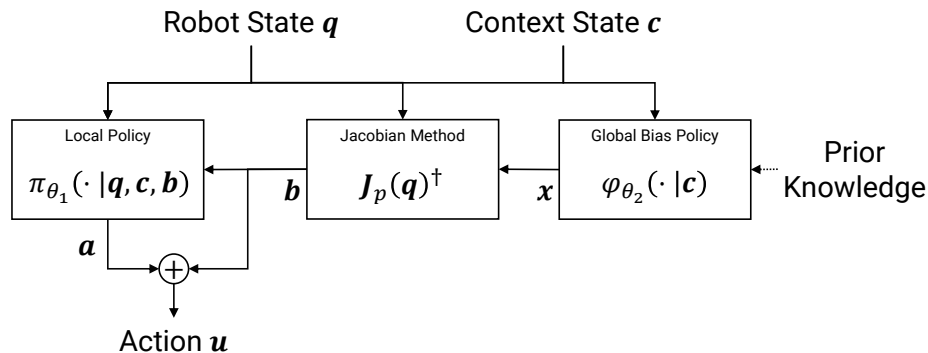 Robot State q
Context State c
Local Policy
π_θ₁(· |q, c, b)
Jacobian Method
J_p(q)†
Global Bias Policy
φ_θ₂(· |c)
Prior
Knowledge
b
x
a
+
Action u